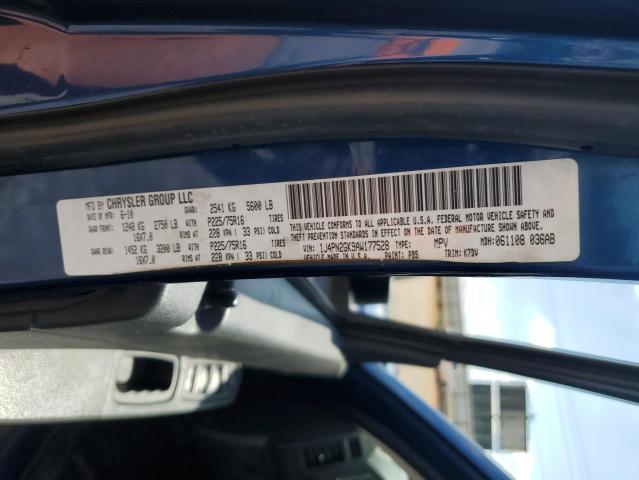 MFD BY CHRYSLER GROUP LLC
DATE OF MFR 6-10 GVWR: 2541 KG 5600 LB
GAWR FRONT: 1248 KG 2750 LB P225/75R16 TIRES
16X7.0 RIMS AT 228 KPA ( 33 PSI) COLD
GAWR REAR: 1452 KG 3200 LB P225/75R16 TIRES
16X7.0 RIMS AT 228 KPA ( 33 PSI) COLD
THIS VEHICLE CONFORMS TO ALL APPLICABLE U.S.A. FEDERAL MOTOR VEHICLE
SAFETY STANDARDS, BUMPER STANDARDS, AND THEFT PREVENTION STANDARDS
IN EFFECT ON THE DATE OF MANUFACTURE SHOWN ABOVE.
VIN: 1J4PN2GK9AW177528 TYPE: MPV MDH: 061108 036AB
VEHICLE MADE IN U.S.A. PAINT: PBS TRIM: K7DV